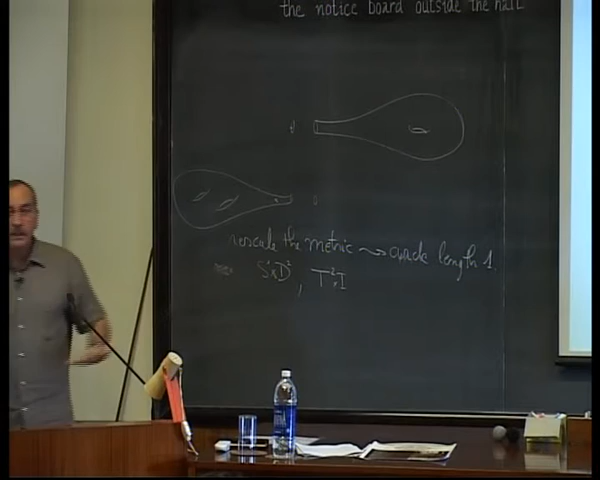 the notice board outside the hall.
rescale the metric ⇝ circle length 1.
S¹×D² , T²×I